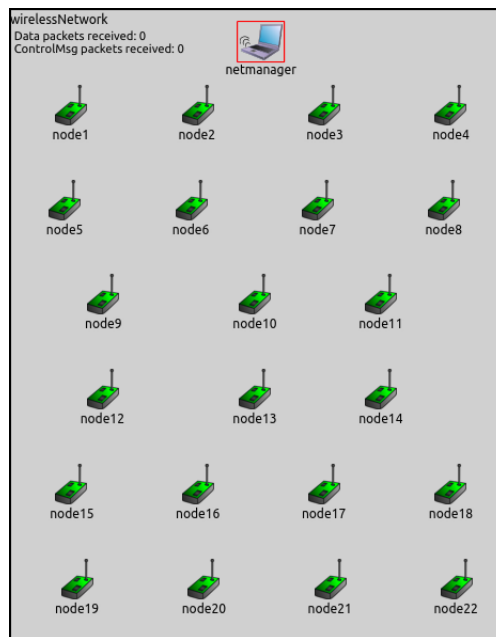 wirelessNetwork
Data packets received: 0
ControlMsg packets received: 0
netmanager
node1 node2 node3 node4
node5 node6 node7 node8
node9 node10 node11
node12 node13 node14
node15 node16 node17 node18
node19 node20 node21 node22